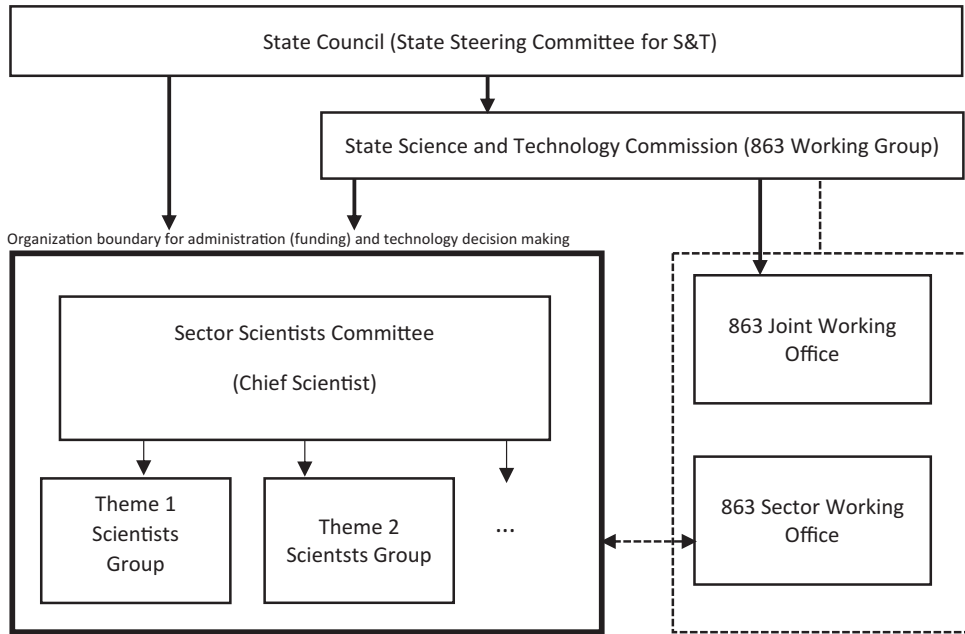 State Council (State Steering Committee for S&T)
State Science and Technology Commission (863 Working Group)
Organization boundary for administration (funding) and technology decision making
Sector Scientists Committee
(Chief Scientist)
863 Joint Working
Office
Theme 1
Scientists
Group
Theme 2
Scientsts Group
...
863 Sector Working
Office